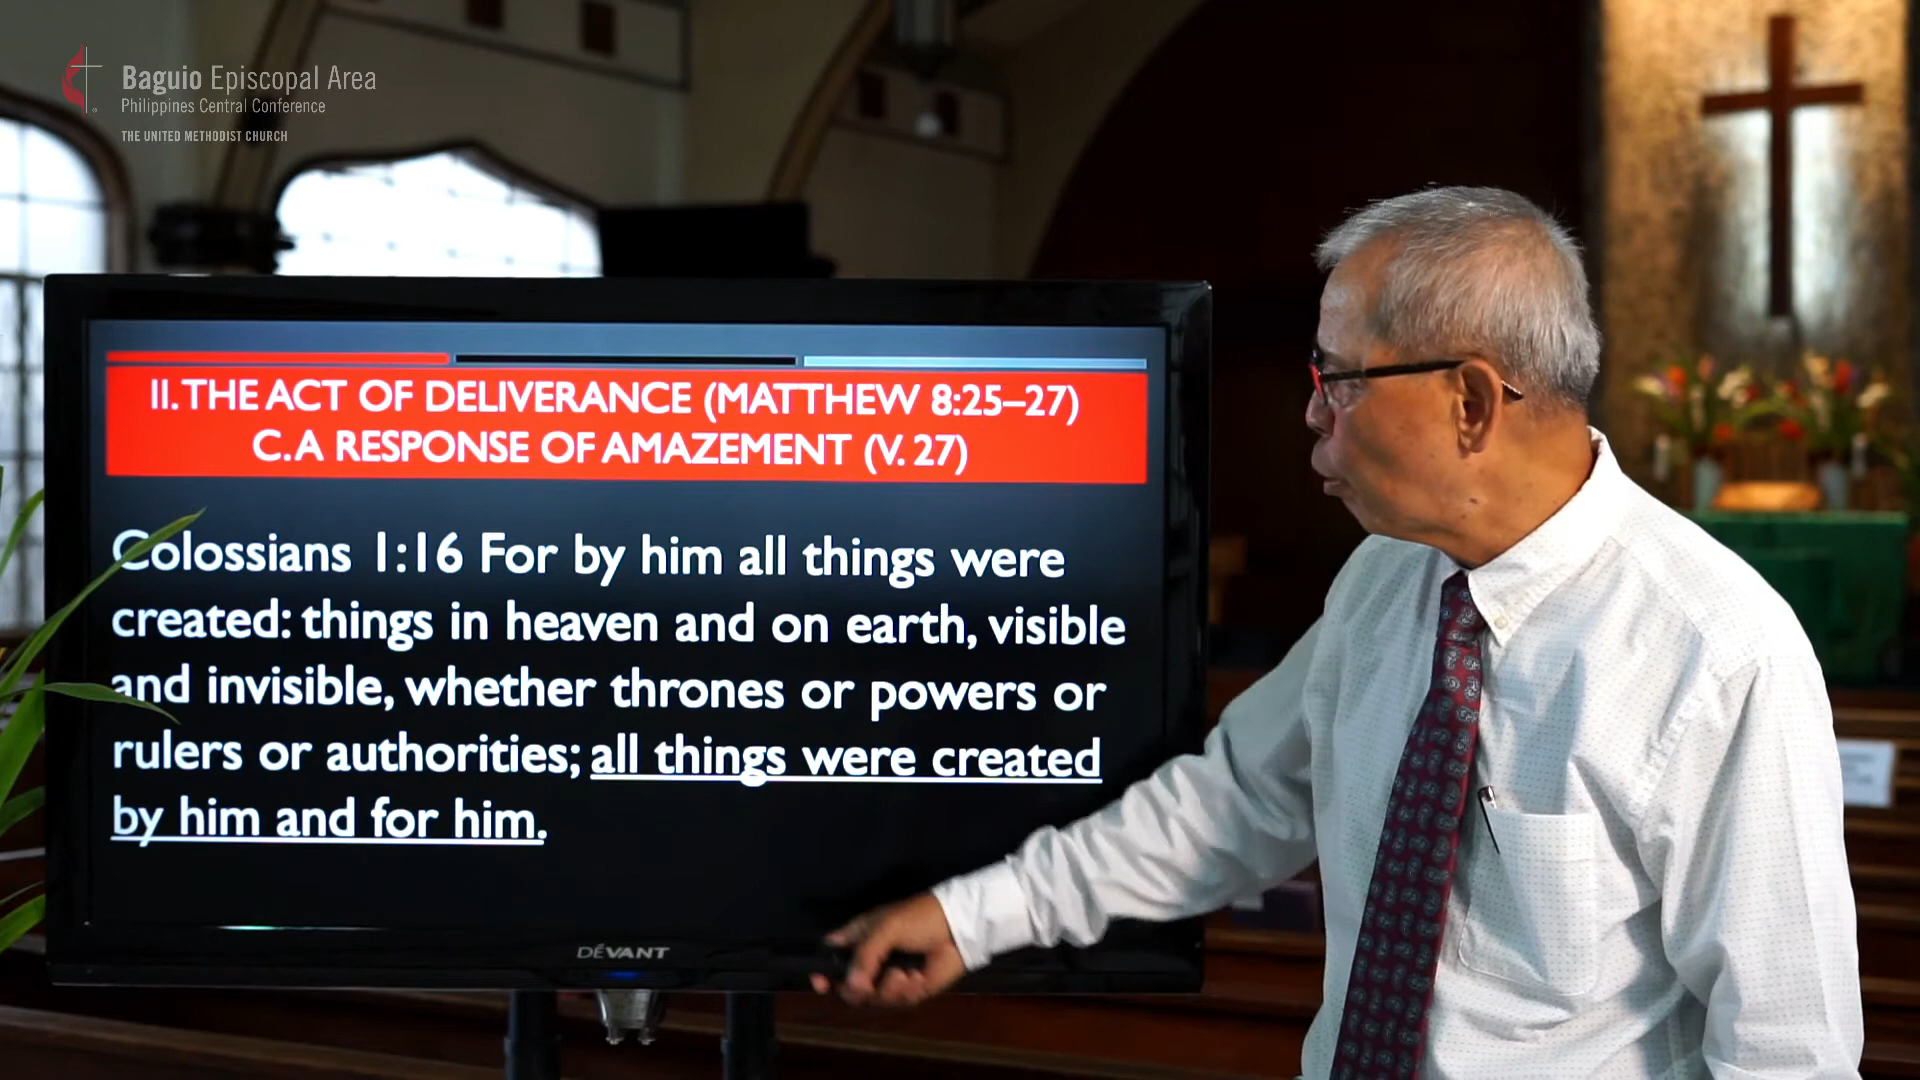 Baguio Episcopal Area
Philippines Central Conference
THE UNITED METHODIST CHURCH
II. THE ACT OF DELIVERANCE (MATTHEW 8:25–27)
C. A RESPONSE OF AMAZEMENT (V. 27)
Colossians 1:16 For by him all things were
created: things in heaven and on earth, visible
and invisible, whether thrones or powers or
rulers or authorities; all things were created
by him and for him.
DEVANT